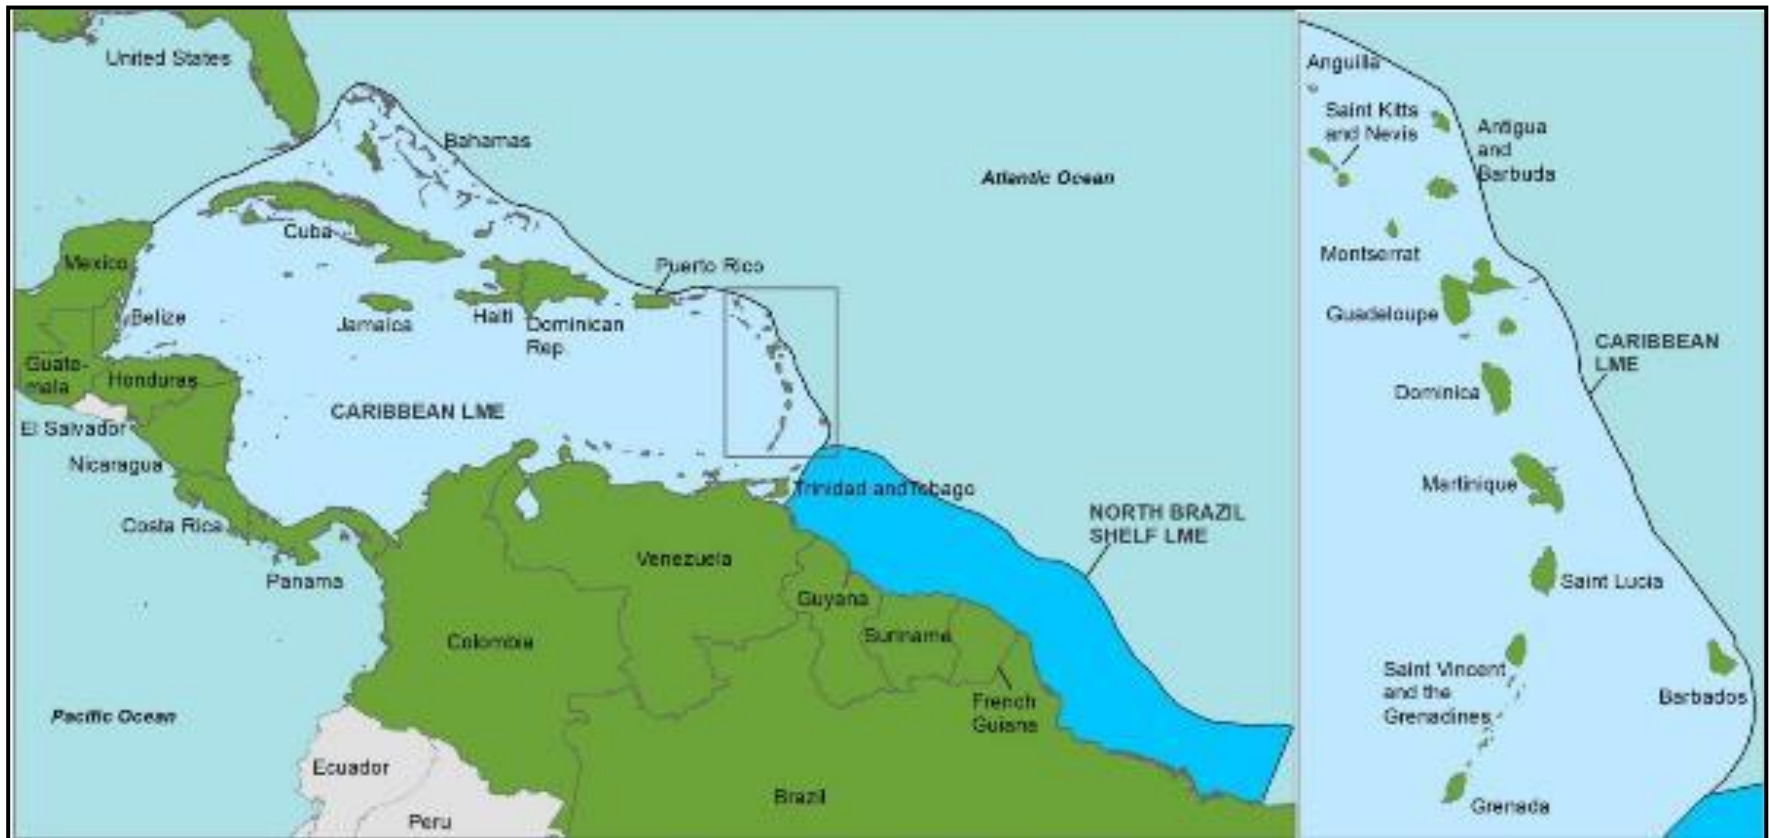 United States
Bahamas
Atlantic Ocean
Cuba
Mexico
Puerto Rico
Belize
Jamaica
Haiti
Dominican
Rep.
Guate-
mala
Honduras
CARIBBEAN LME
El Salvador
Nicaragua
Trinidad and Tobago
Costa Rica
NORTH BRAZIL
SHELF LME
Panama
Venezuela
Guyana
Suriname
Colombia
French
Guiana
Pacific Ocean
Ecuador
Brazil
Peru
Anguilla
Saint Kitts
and Nevis
Antigua
and
Barbuda
Montserrat
Guadeloupe
CARIBBEAN
LME
Dominica
Martinique
Saint Lucia
Saint Vincent
and the
Grenadines
Barbados
Grenada